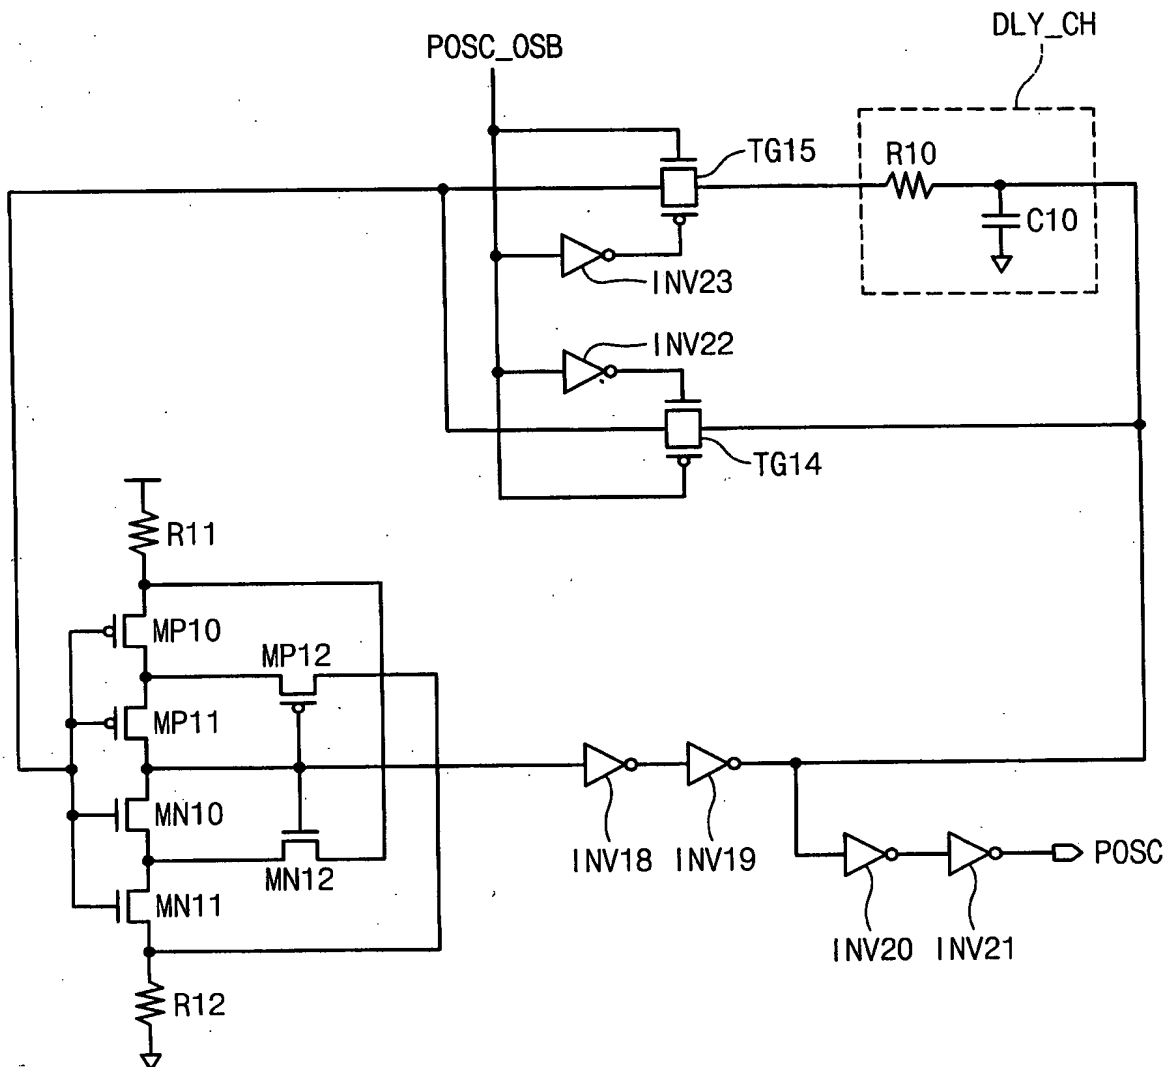 DLY_CH
POSC_OSB
TG15
R10
C10
INV23
INV22
TG14
R11
MP10
MP12
MP11
MN10
MN12
MN11
R12
INV18
INV19
POSC
INV20
INV21